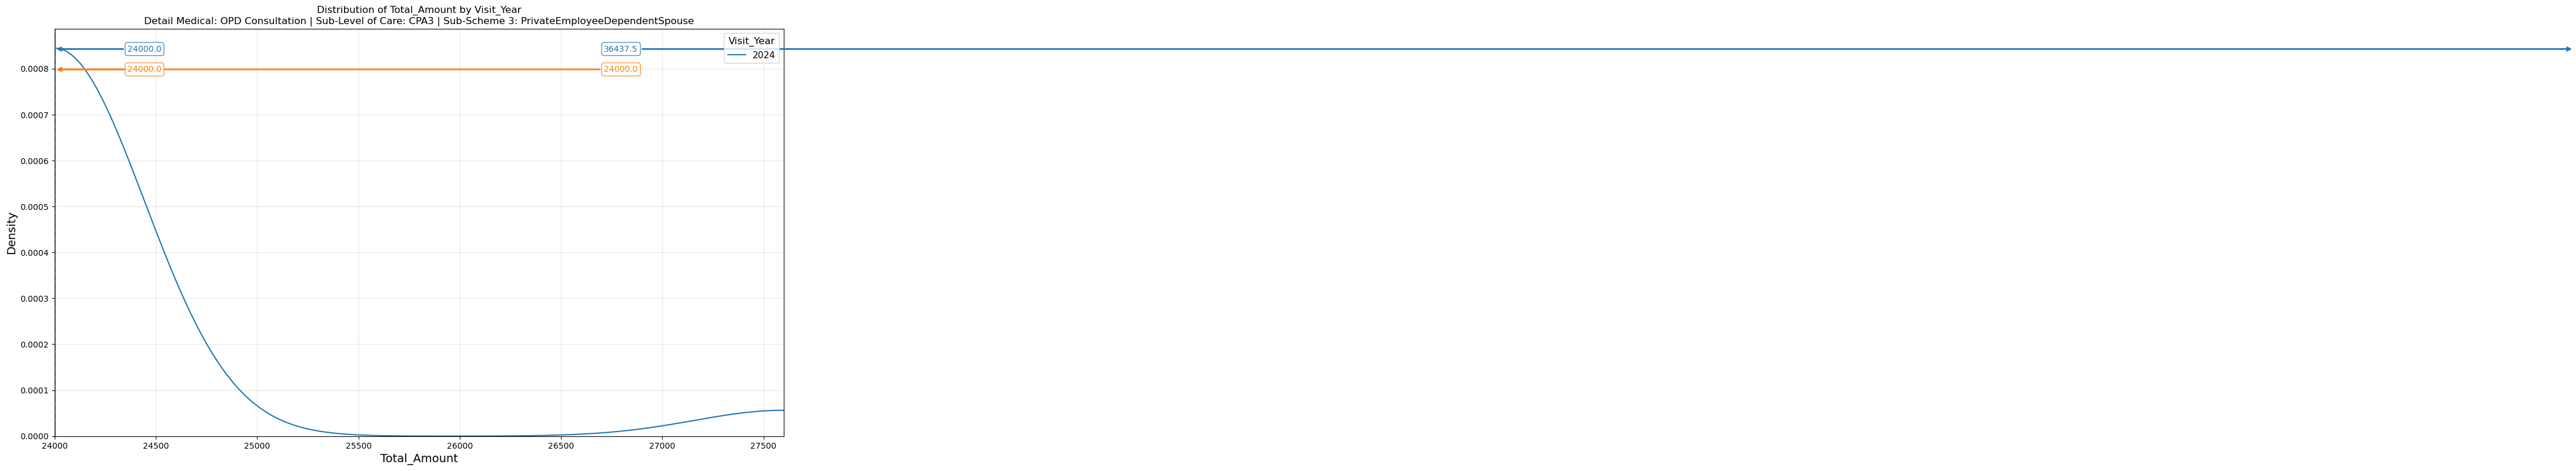 Distribution of Total_Amount by Visit_Year
Detail Medical: OPD Consultation | Sub-Level of Care: CPA3 | Sub-Scheme 3: PrivateEmployeeDependentSpouse
Visit_Year
2024
24000.0
36437.5
24000.0
24000.0
Density
0.0008
0.0007
0.0006
0.0005
0.0004
0.0003
0.0002
0.0001
0.0000
24000 24500 25000 25500 26000 26500 27000 27500
Total_Amount